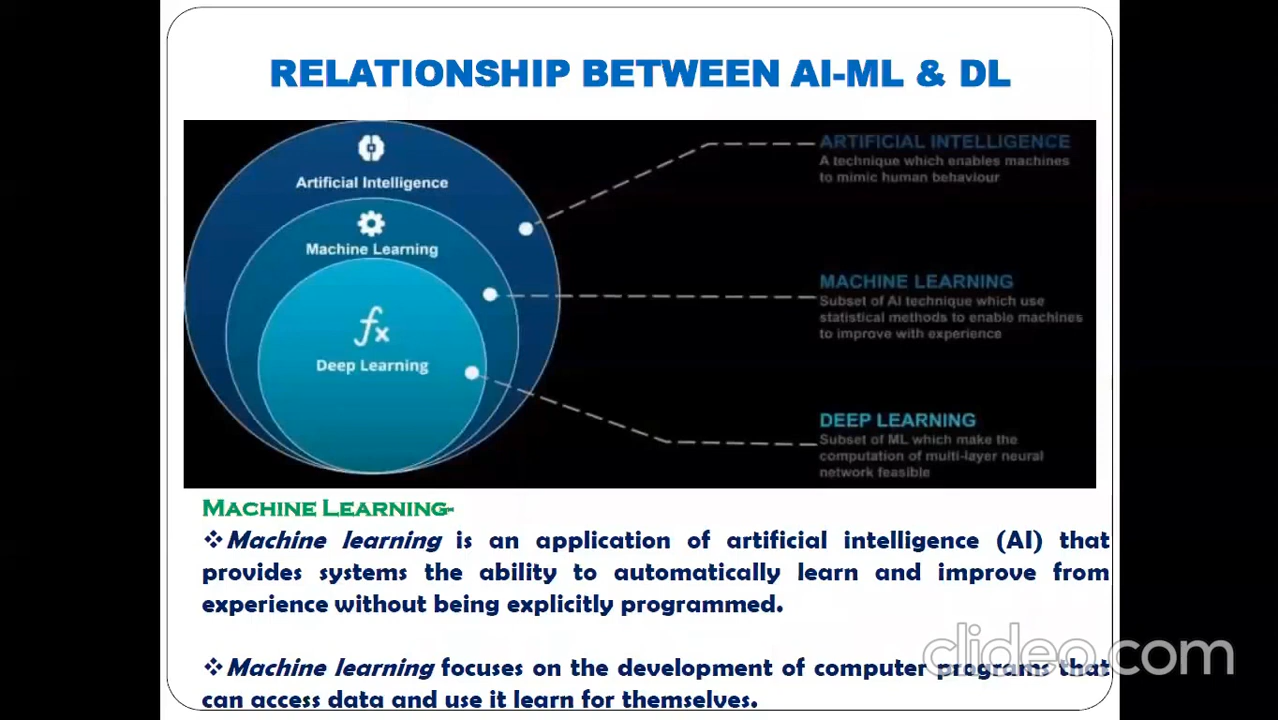 RELATIONSHIP BETWEEN AI-ML & DL
Artificial Intelligence
Machine Learning
fx
Deep Learning
ARTIFICIAL INTELLIGENCE
A technique which enables machines
to mimic human behaviour
MACHINE LEARNING
Subset of AI technique which use
statistical methods to enable machines
to improve with experience
DEEP LEARNING
Subset of ML which make the
computation of multi-layer neural
network feasible
MACHINE LEARNING-
❖Machine learning is an application of artificial intelligence (AI) that
provides systems the ability to automatically learn and improve from
experience without being explicitly programmed.
❖Machine learning focuses on the development of computer programs that
can access data and use it learn for themselves.
clideo.com